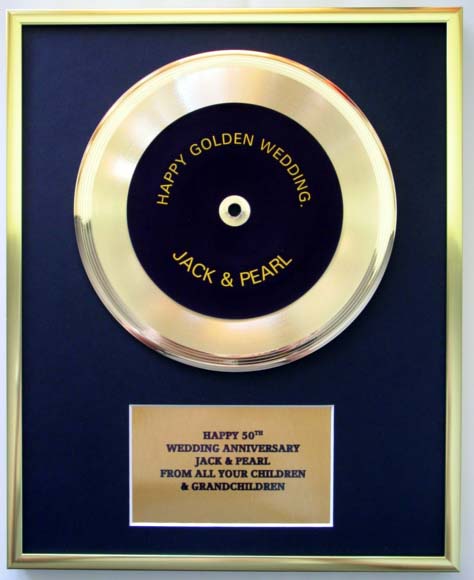 HAPPY GOLDEN WEDDING.
JACK & PEARL
HAPPY 50TH
WEDDING ANNIVERSARY
JACK & PEARL
FROM ALL YOUR CHILDREN
& GRANDCHILDREN